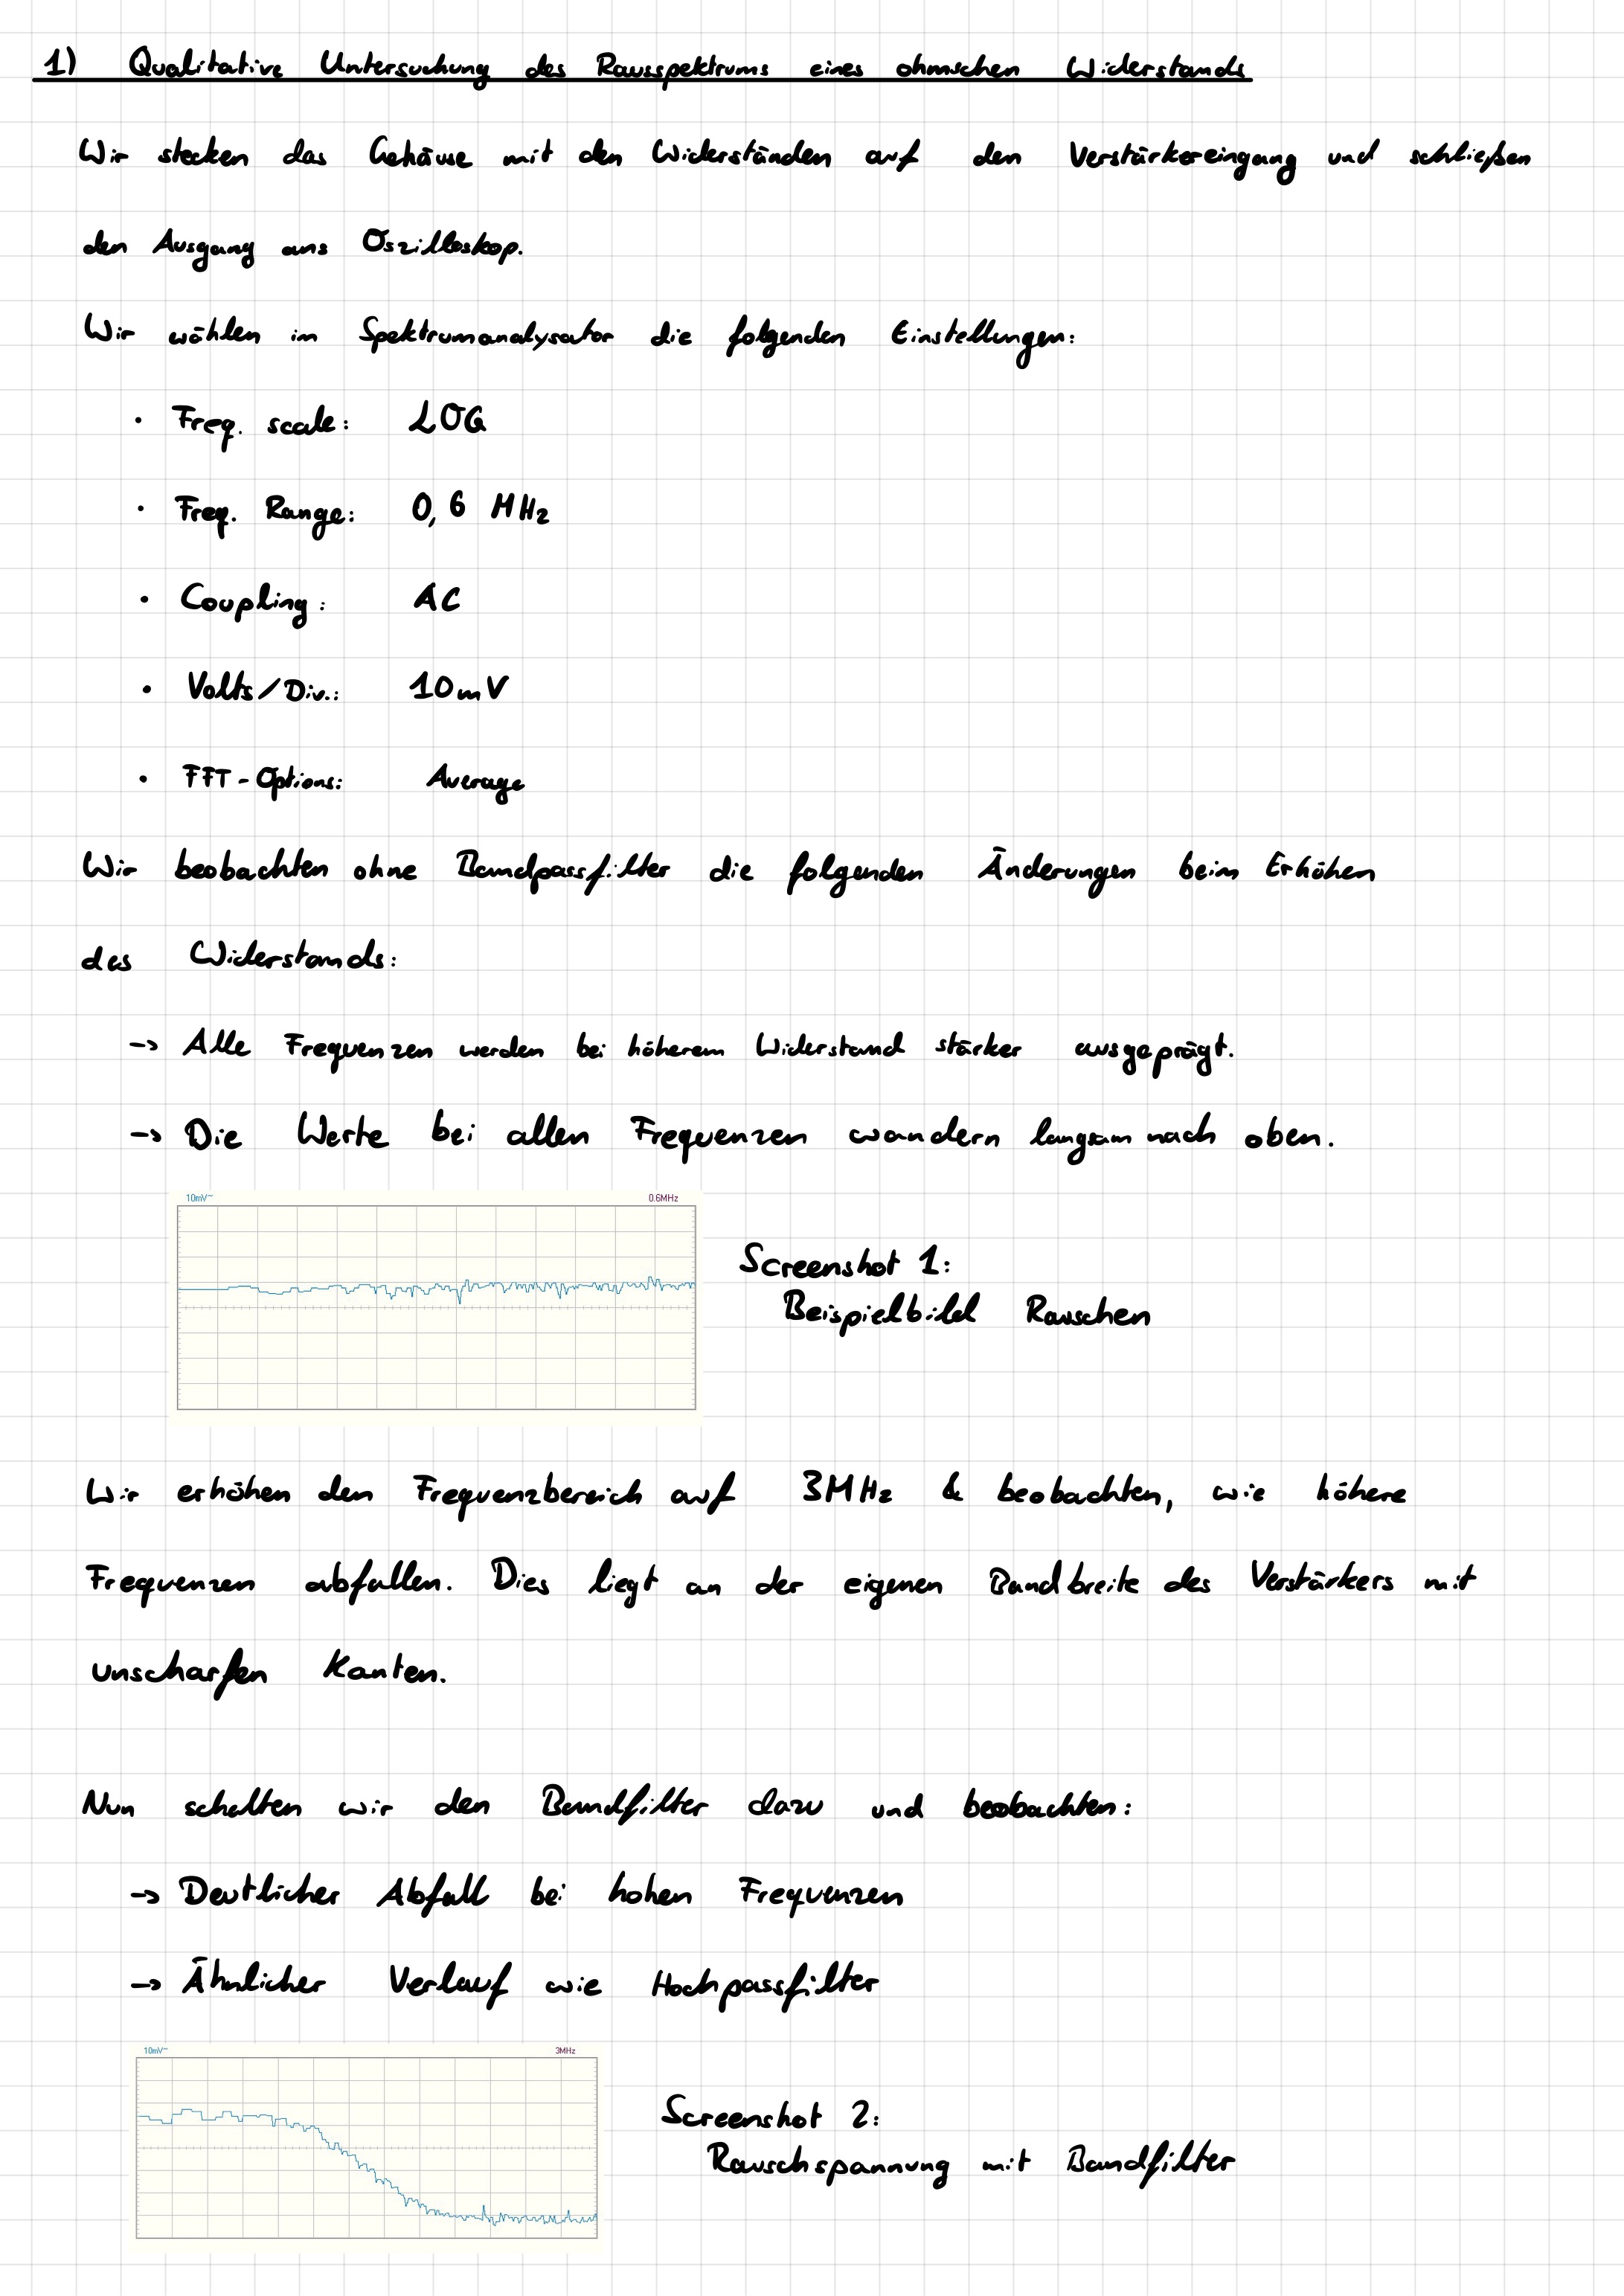 1) Qualitative Untersuchung des Rausspektrums eines ohmschen Widerstands
Wir stecken das Gehäuse mit den Widerständen auf den Verstärkereingang und schließen
den Ausgang ans Oszilloskop.
Wir wählen im Spektrumanalysator die folgenden Einstellungen:
• Freq. scale: LOG
• Freq. Range: 0,6 MHz
• Coupling: AC
• Volts/Div.: 10mV
• FFT-Options: Average
Wir beobachten ohne Bandpassfilter die folgenden Änderungen beim Erhöhen
des Widerstands:
-> Alle Frequenzen werden bei höherem Widerstand stärker ausgeprägt.
-> Die Werte bei allen Frequenzen wandern langsam nach oben.
10mV~ 0.6MHz
Screenshot 1:
Beispielbild Rauschen
Wir erhöhen den Frequenzbereich auf 3MHz & beobachten, wie höhere
Frequenzen abfallen. Dies liegt an der eigenen Bandbreite des Verstärkers mit
unscharfen Kanten.
Nun schalten wir den Bandfilter dazu und beobachten:
-> Deutlicher Abfall bei hohen Frequenzen
-> Ähnlicher Verlauf wie Hochpassfilter
10mV~ 3MHz
Screenshot 2:
Rauschspannung mit Bandfilter